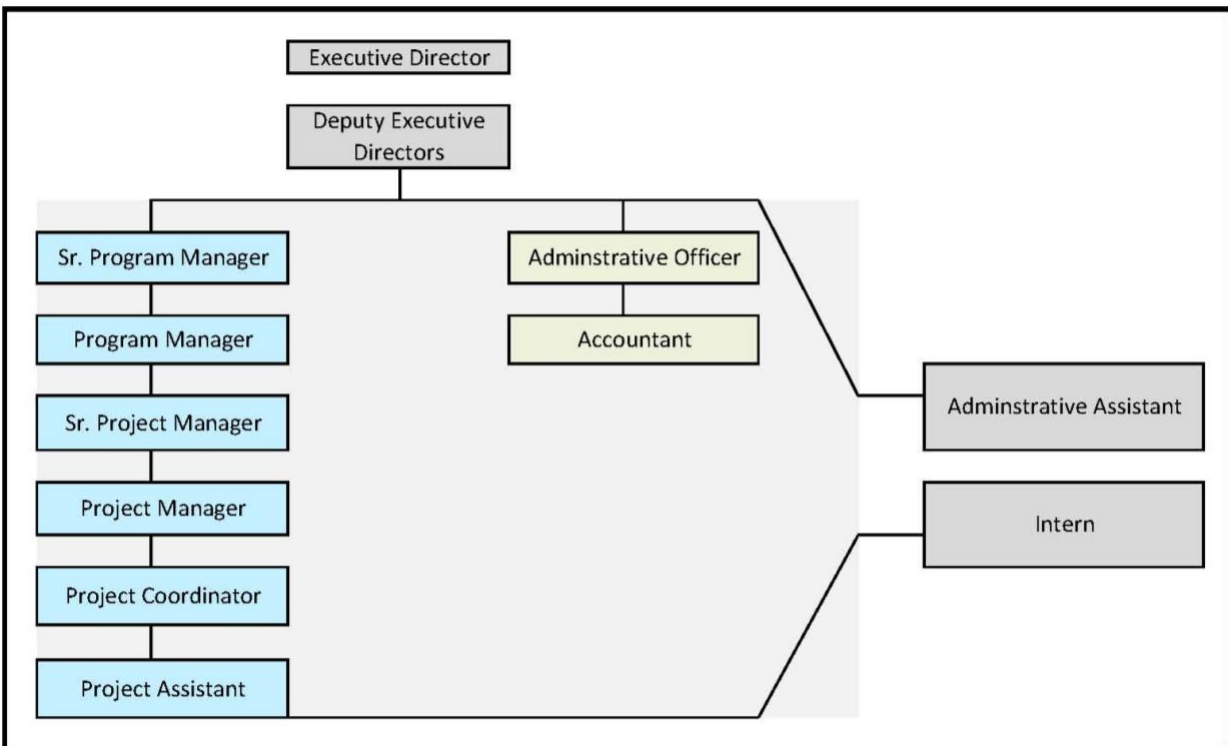 Executive Director
Deputy Executive
Directors
Sr. Program Manager
Adminstrative Officer
Program Manager
Accountant
Sr. Project Manager
Adminstrative Assistant
Project Manager
Intern
Project Coordinator
Project Assistant